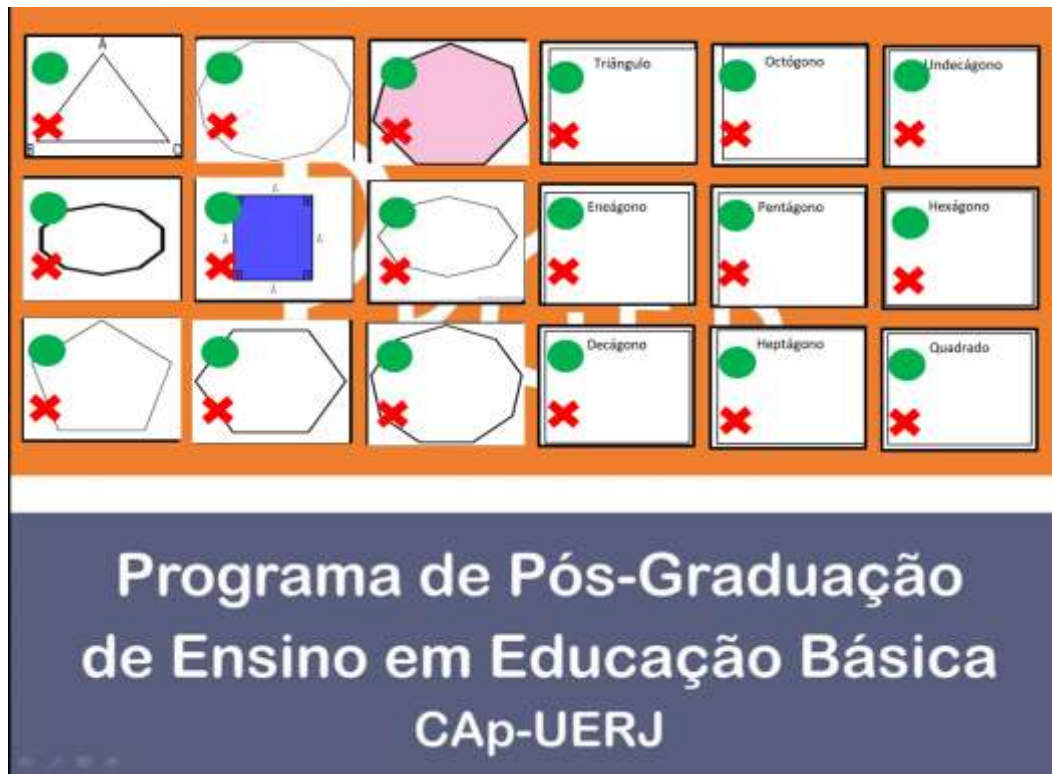 A
B C
Triângulo
Octógono
Undecágono
L
L L
L
Eneágono
Pentágono
Hexágono
Decágono
Heptágono
Quadrado
Programa de Pós-Graduação
de Ensino em Educação Básica
CAp-UERJ